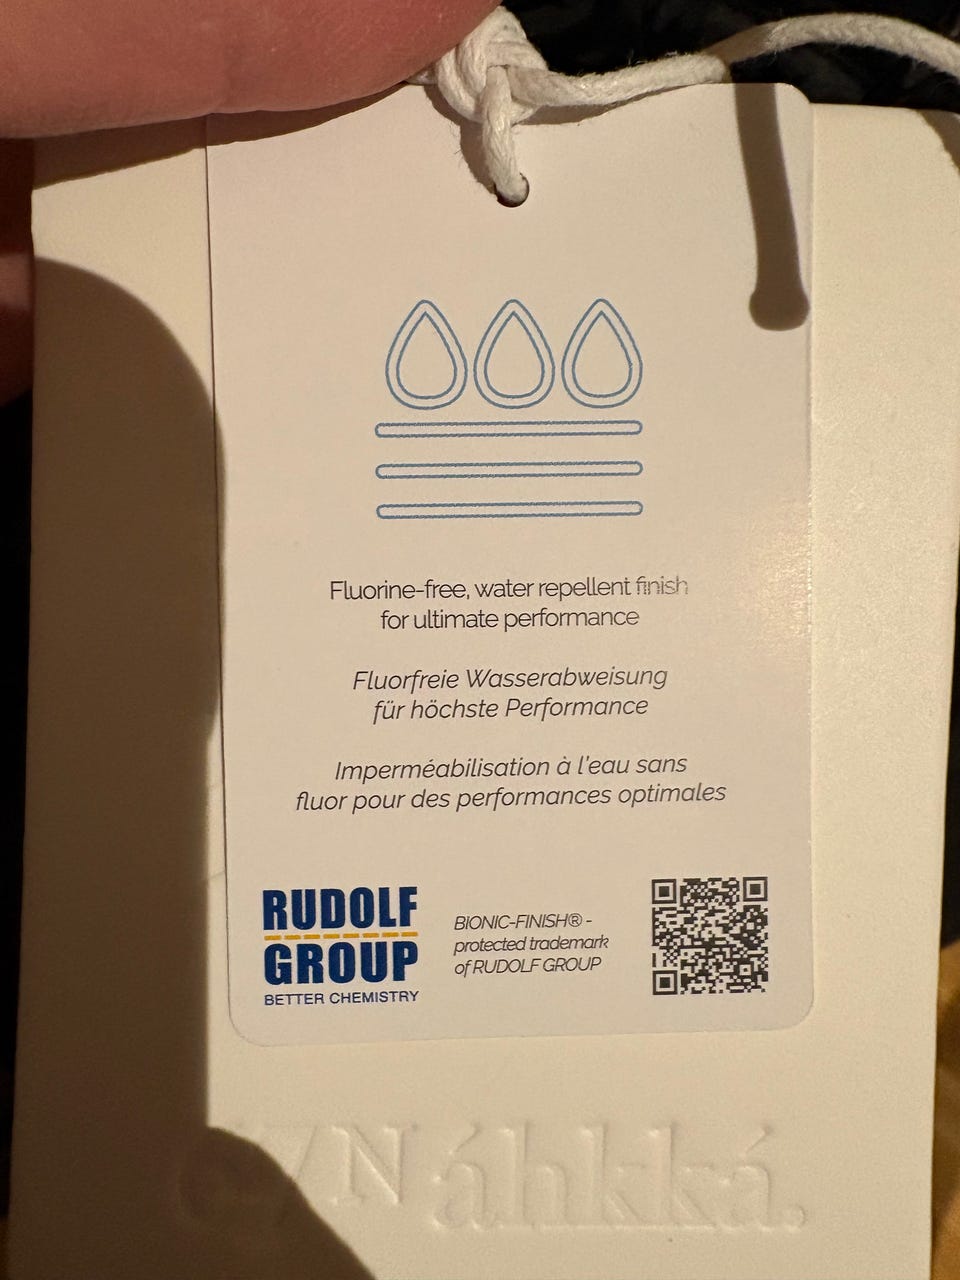 Fluorine-free, water repellent finish
for ultimate performance
Fluorfreie Wasserabweisung
für höchste Performance
Imperméabilisation à l'eau sans
fluor pour des performances optimales
RUDOLF
GROUP
BETTER CHEMISTRY
BIONIC-FINISH® -
protected trademark
of RUDOLF GROUP
áhkká.